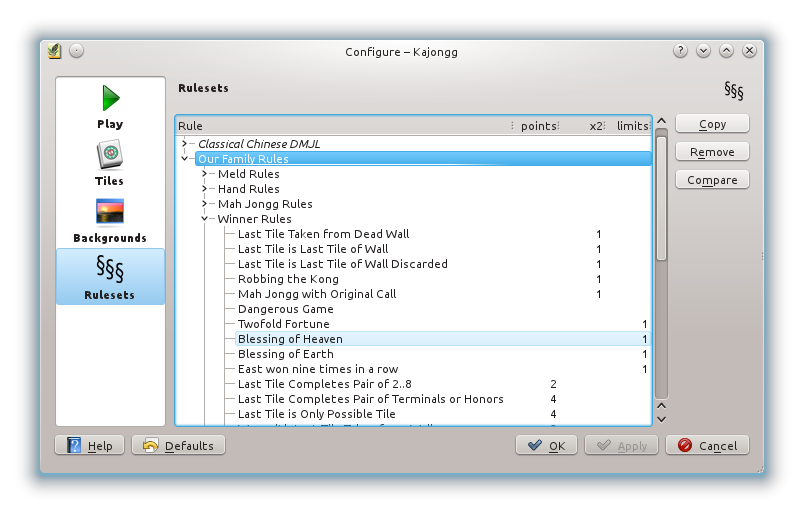 Configure – Kajongg
?
Play
Tiles
Backgrounds
§§§
Rulesets
Rulesets
§§§
Rule points x2 limits
Classical Chinese DMJL
Our Family Rules
Meld Rules
Hand Rules
Mah Jongg Rules
Winner Rules
Last Tile Taken from Dead Wall 1
Last Tile is Last Tile of Wall 1
Last Tile is Last Tile of Wall Discarded 1
Robbing the Kong 1
Mah Jongg with Original Call 1
Dangerous Game
Twofold Fortune 1
Blessing of Heaven 1
Blessing of Earth 1
East won nine times in a row 1
Last Tile Completes Pair of 2..8 2
Last Tile Completes Pair of Terminals or Honors 4
Last Tile is Only Possible Tile 4
Copy
Remove
Compare
? Help
Defaults
OK
Apply
Cancel